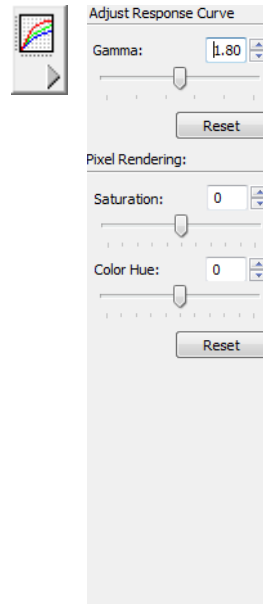 Adjust Response Curve
Gamma: 1.80
Reset
Pixel Rendering:
Saturation: 0
Color Hue: 0
Reset